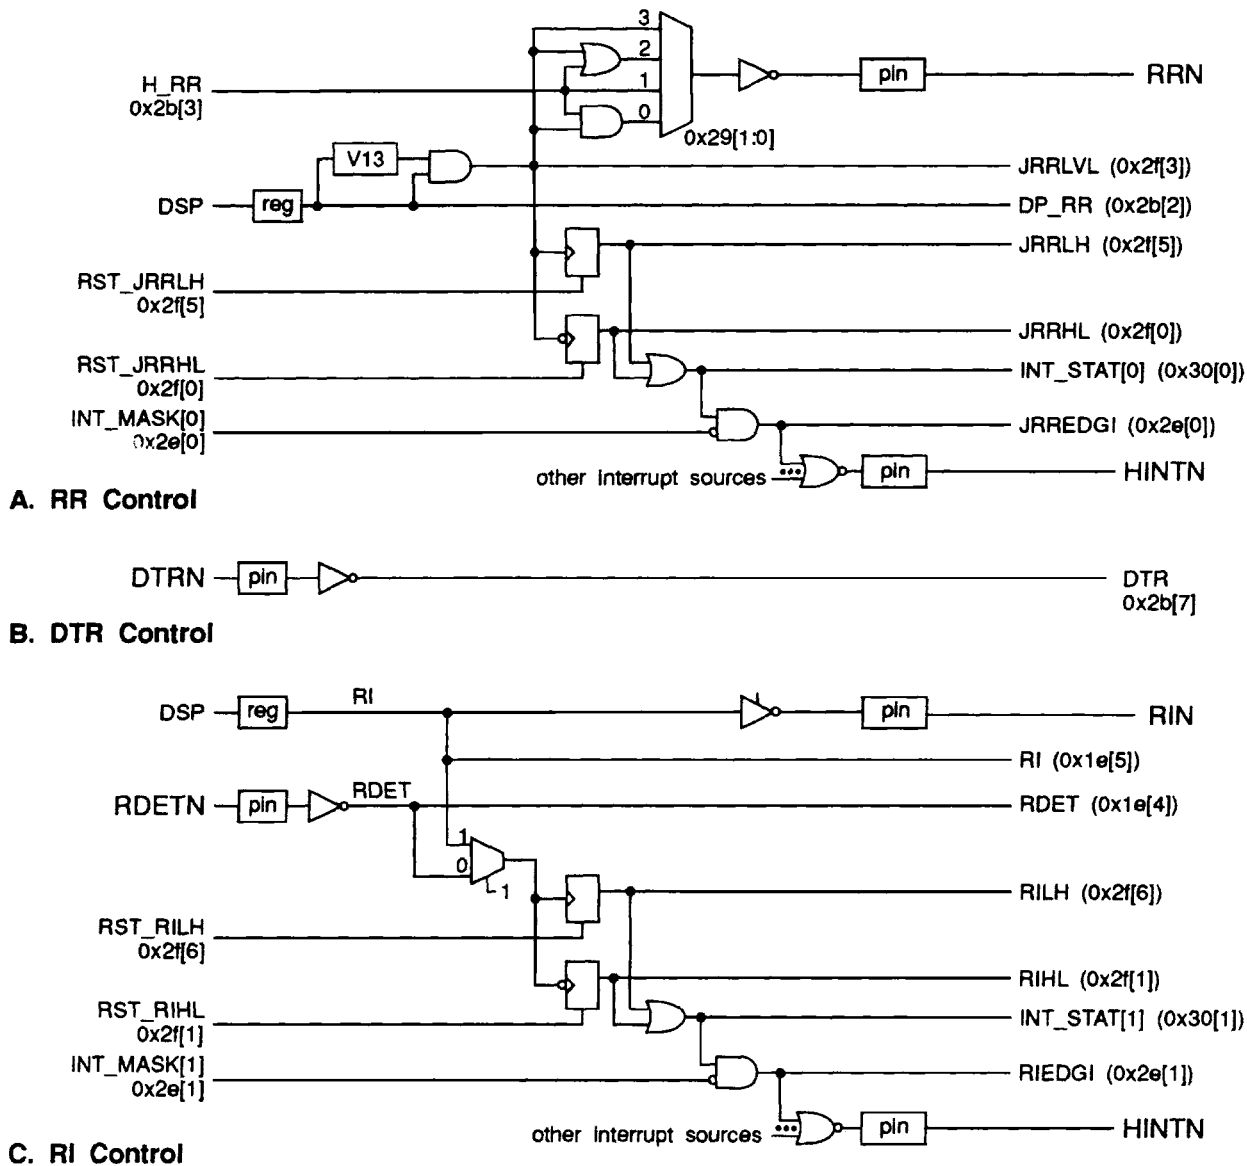 3
2
H_RR
0x2b[3]
1
0
pin
RRN
0x29[1:0]
V13
JRRLVL (0x2f[3])
DSP
reg
DP_RR (0x2b[2])
JRRLH (0x2f[5])
RST_JRRLH
0x2f[5]
JRRHL (0x2f[0])
RST_JRRHL
0x2f[0]
INT_STAT[0] (0x30[0])
INT_MASK[0]
0x2e[0]
JRREDGI (0x2e[0])
other interrupt sources
pin
HINTN
A. RR Control
DTRN
pin
DTR
0x2b[7]
B. DTR Control
DSP
reg
RI
pin
RIN
RI (0x1e[5])
RDETN
pin
RDET
RDET (0x1e[4])
1
0
1
RILH (0x2f[6])
RST_RILH
0x2f[6]
RIHL (0x2f[1])
RST_RIHL
0x2f[1]
INT_STAT[1] (0x30[1])
INT_MASK[1]
0x2e[1]
RIEDGI (0x2e[1])
other interrupt sources
pin
HINTN
C. RI Control